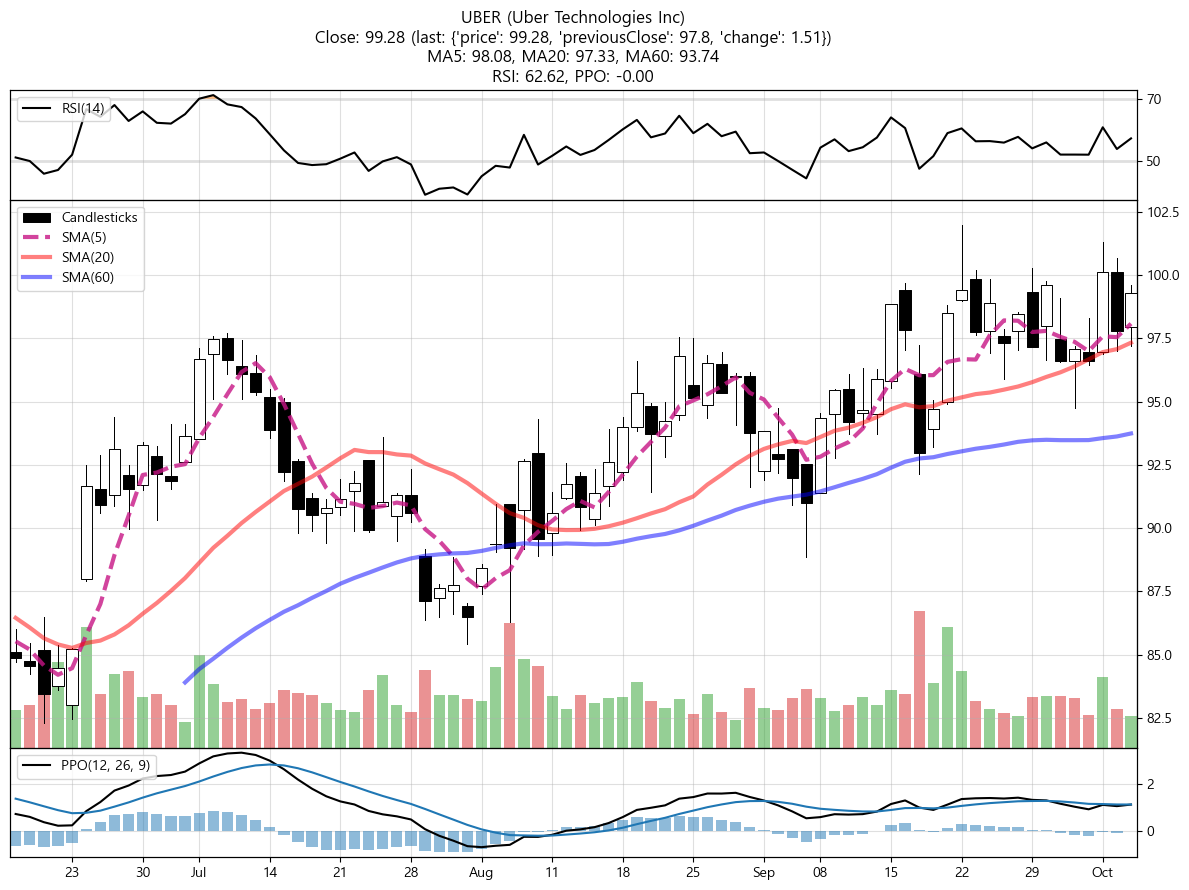 UBER (Uber Technologies Inc)
Close: 99.28 (last: {'price': 99.28, 'previousClose': 97.8, 'change': 1.51})
MA5: 98.08, MA20: 97.33, MA60: 93.74
RSI: 62.62, PPO: -0.00
RSI(14)
70
50
Candlesticks
SMA(5)
SMA(20)
SMA(60)
102.5
100.0
97.5
95.0
92.5
90.0
87.5
85.0
82.5
PPO(12, 26, 9)
2
0
23 30 Jul 14 21 28 Aug 11 18 25 Sep 08 15 22 29 Oct